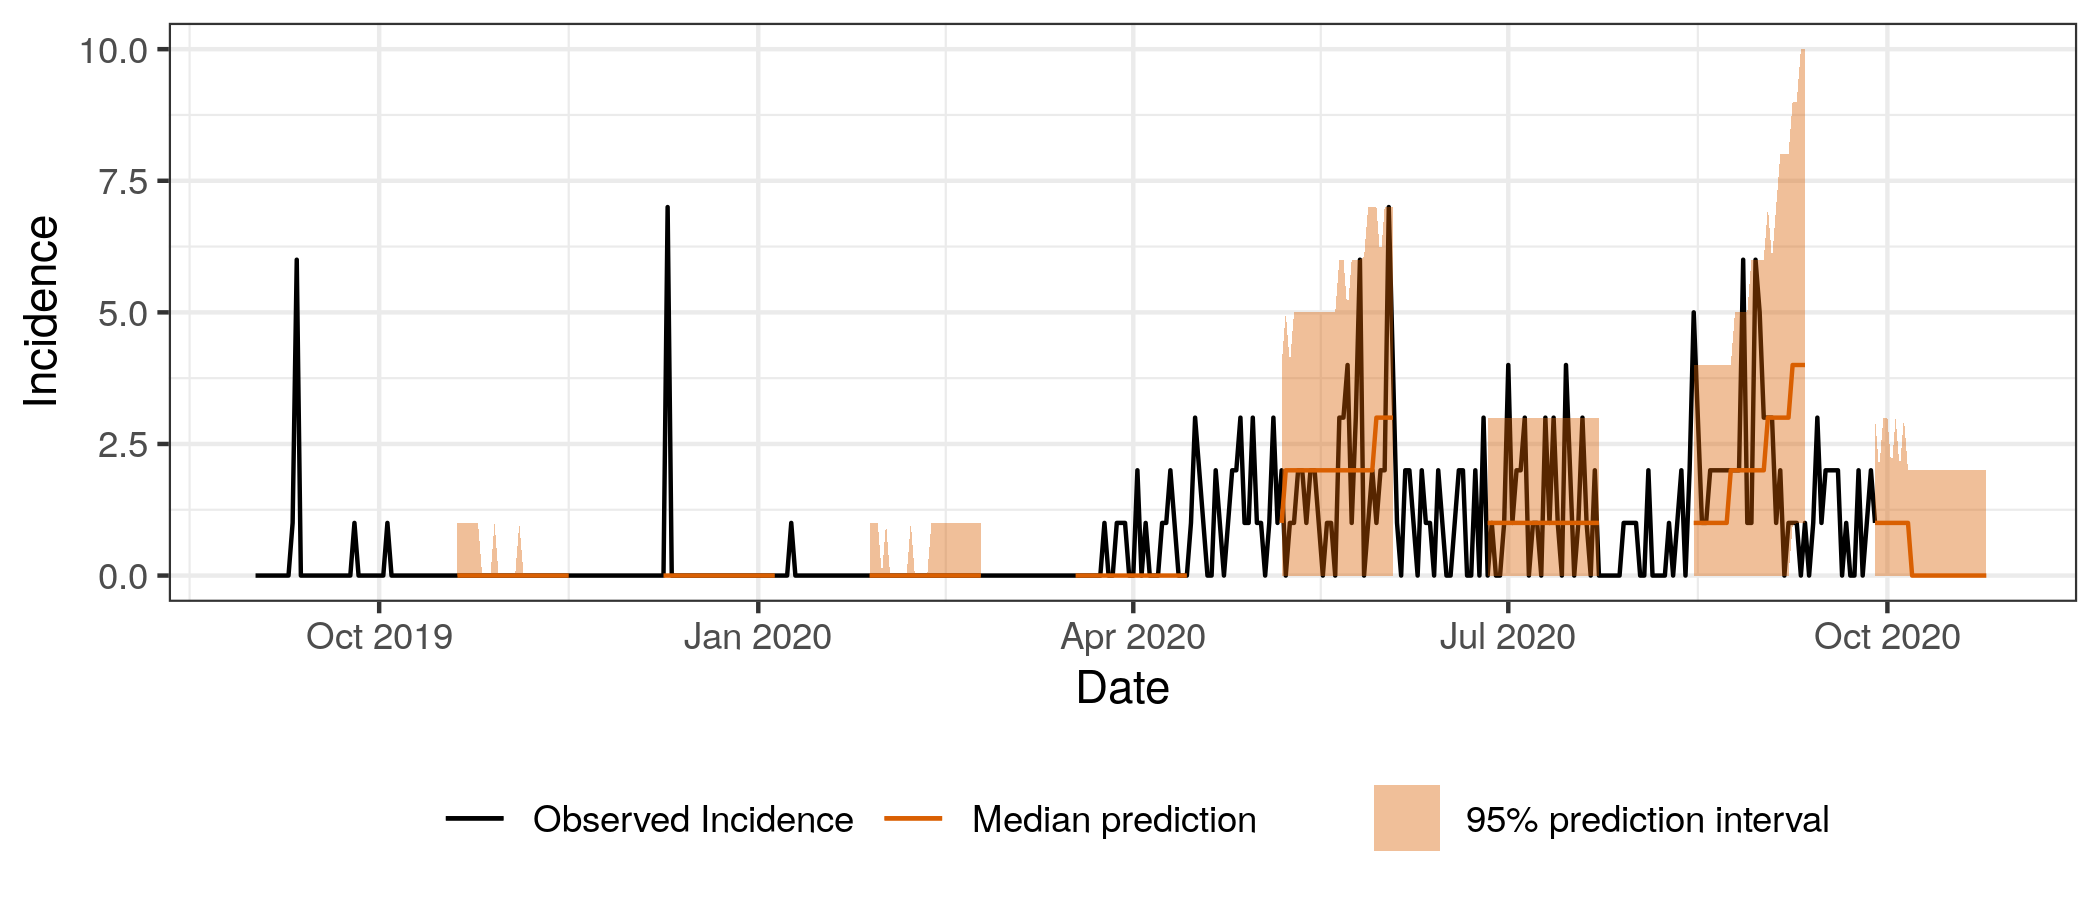 10.0
7.5
5.0
2.5
0.0
Incidence
Oct 2019 Jan 2020 Apr 2020 Jul 2020 Oct 2020
Date
Observed Incidence Median prediction 95% prediction interval